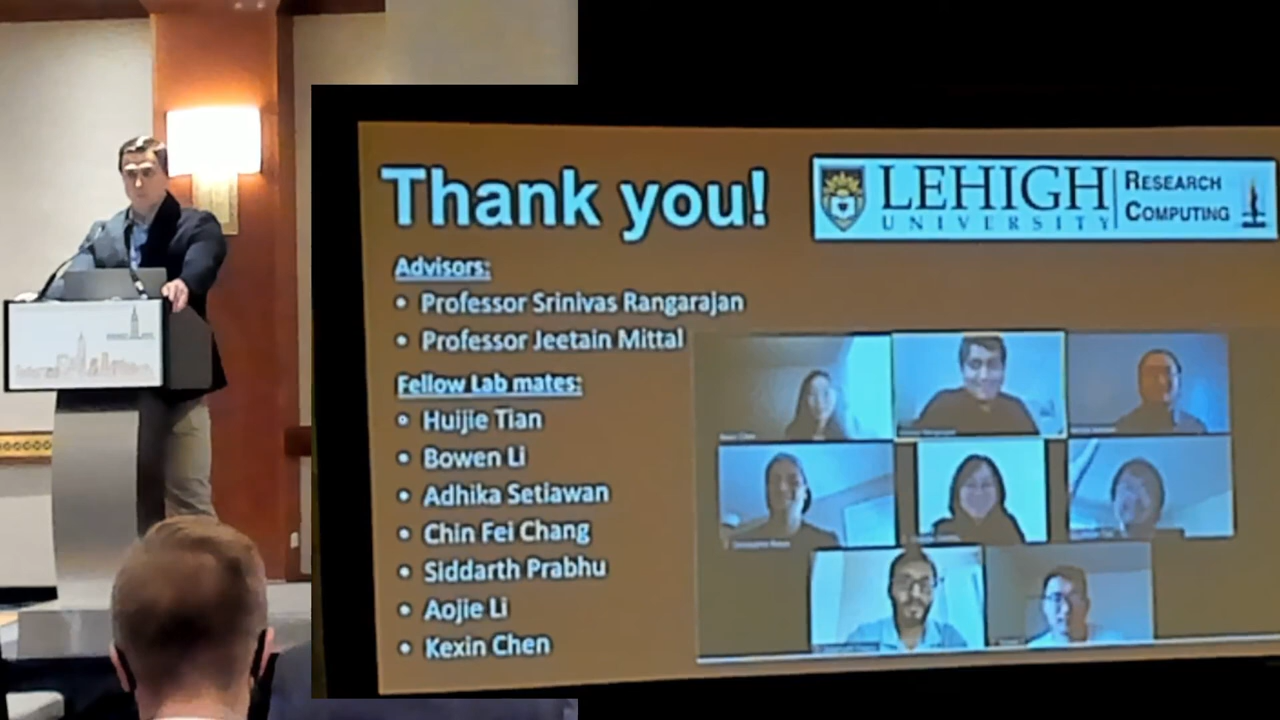 Thank you!
LEHIGH
UNIVERSITY
RESEARCH
COMPUTING
Advisors:
• Professor Srinivas Rangarajan
• Professor Jeetain Mittal
Fellow Lab mates:
• Huijie Tian
• Bowen Li
• Adhika Setiawan
• Chin Fei Chang
• Siddarth Prabhu
• Aojie Li
• Kexin Chen